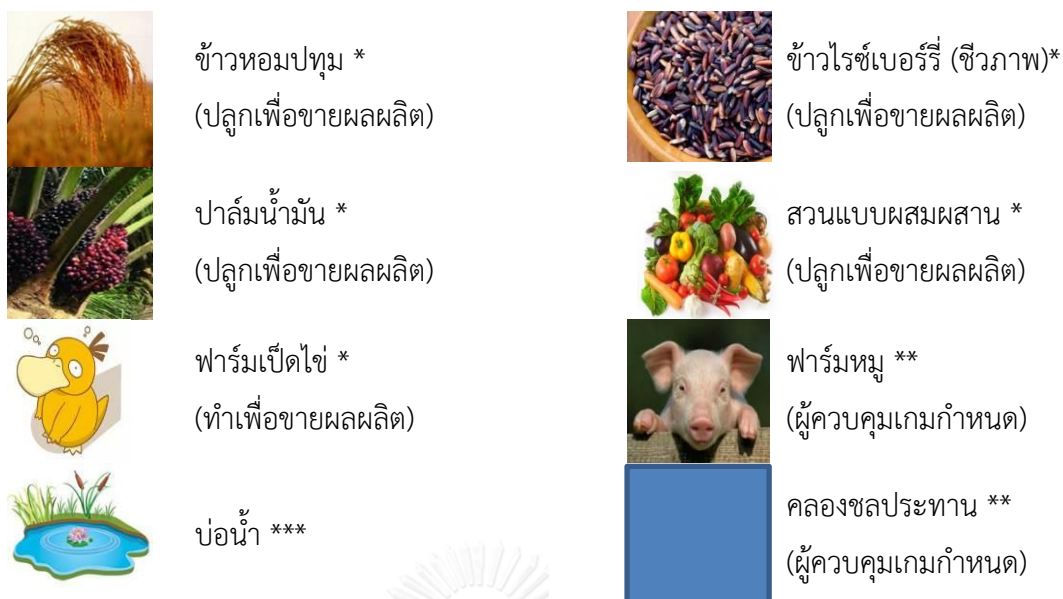 ข้าวหอมปทุม *
(ปลูกเพื่อขายผลผลิต)
ข้าวไรซ์เบอร์รี่ (ชีวภาพ)*
(ปลูกเพื่อขายผลผลิต)
ปาล์มน้ำมัน *
(ปลูกเพื่อขายผลผลิต)
สวนแบบผสมผสาน *
(ปลูกเพื่อขายผลผลิต)
ฟาร์มเป็ดไข่ *
(ทำเพื่อขายผลผลิต)
ฟาร์มหมู **
(ผู้ควบคุมเกมกำหนด)
บ่อน้ำ ***
คลองชลประทาน **
(ผู้ควบคุมเกมกำหนด)